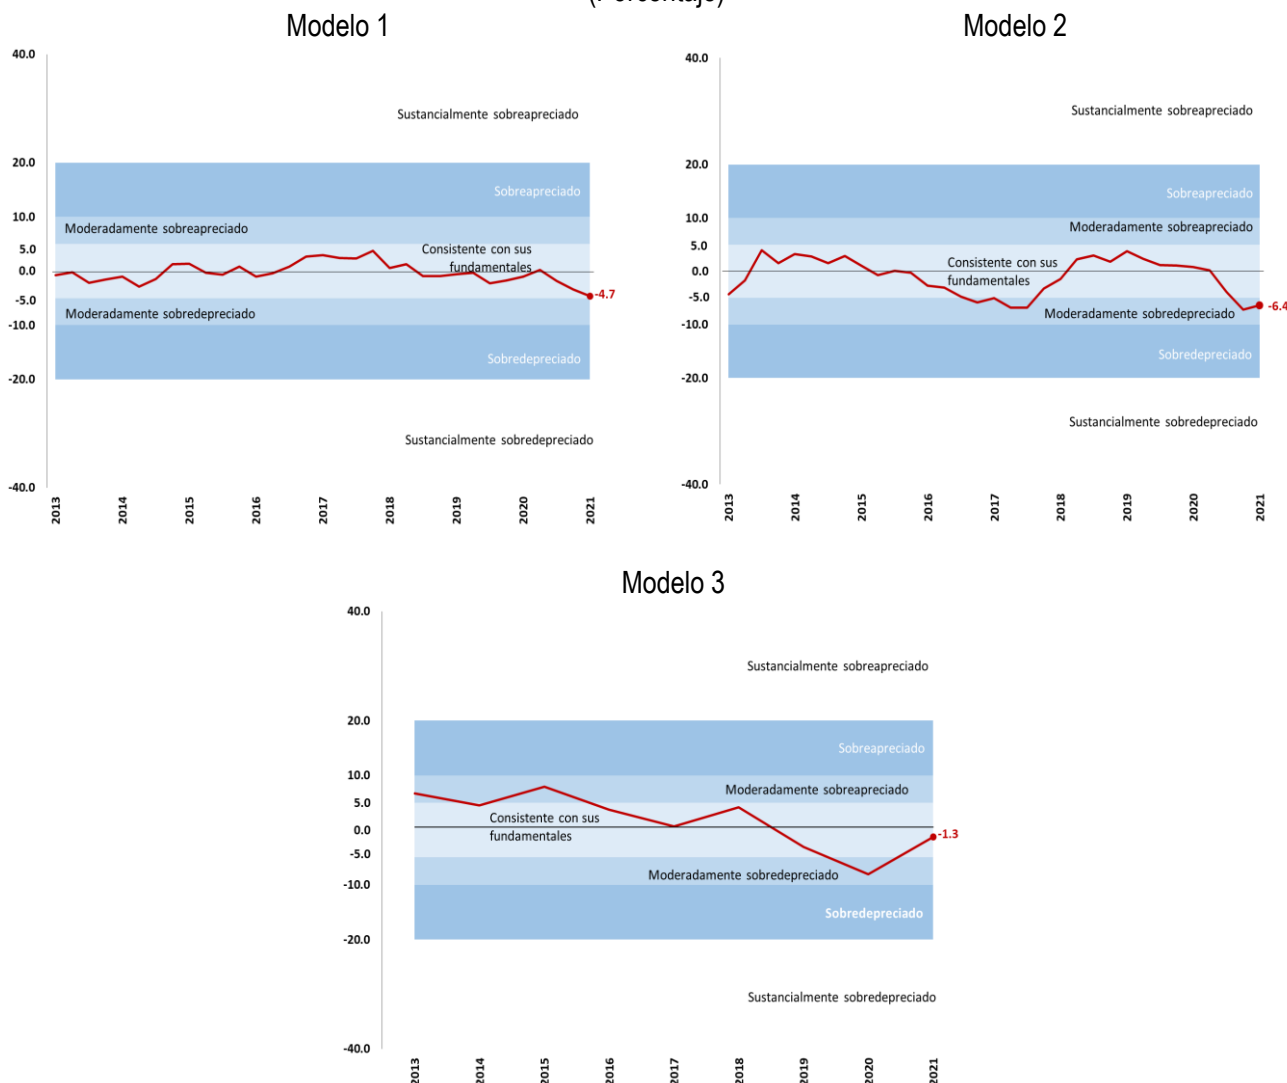 (Porcentaje)
Modelo 1
40.0
Sustancialmente sobreapreciado
20.0
Sobreapreciado
10.0
Moderadamente sobreapreciado
5.0
Consistente con sus
fundamentales
0.0
-4.7
-5.0
Moderadamente sobredepreciado
-10.0
Sobredepreciado
-20.0
Sustancialmente sobredepreciado
-40.0
2013
2014
2015
2016
2017
2018
2019
2020
2021
Modelo 2
40.0
Sustancialmente sobreapreciado
20.0
Sobreapreciado
10.0
Moderadamente sobreapreciado
5.0
Consistente con sus
fundamentales
0.0
-5.0
-6.4
Moderadamente sobredepreciado
-10.0
Sobredepreciado
-20.0
Sustancialmente sobredepreciado
-40.0
2013
2014
2015
2016
2017
2018
2019
2020
2021
Modelo 3
40.0
Sustancialmente sobreapreciado
20.0
Sobreapreciado
10.0
Moderadamente sobreapreciado
5.0
Consistente con sus
fundamentales
0.0
-1.3
-5.0
Moderadamente sobredepreciado
-10.0
Sobredepreciado
-20.0
Sustancialmente sobredepreciado
-40.0
2013
2014
2015
2016
2017
2018
2019
2020
2021